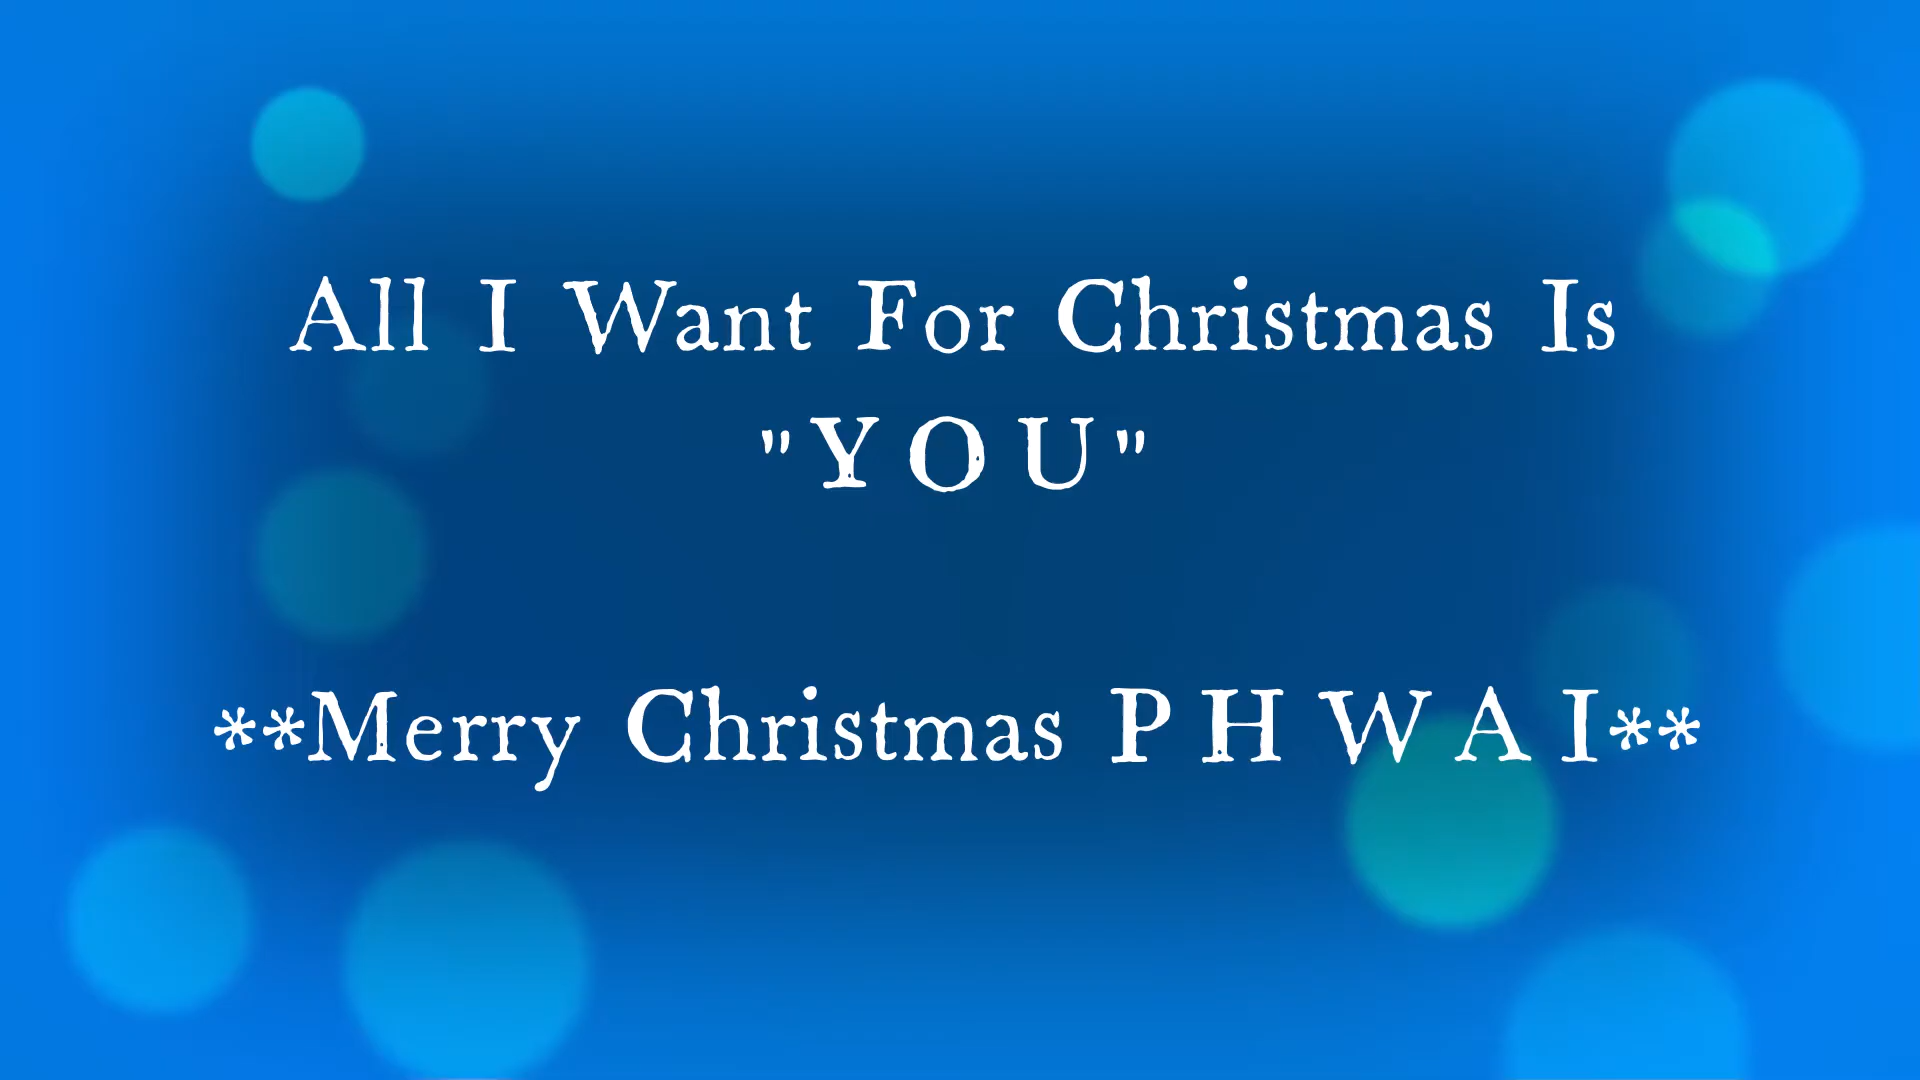 All I Want For Christmas Is
"Y O U"
**Merry Christmas P H W A I**